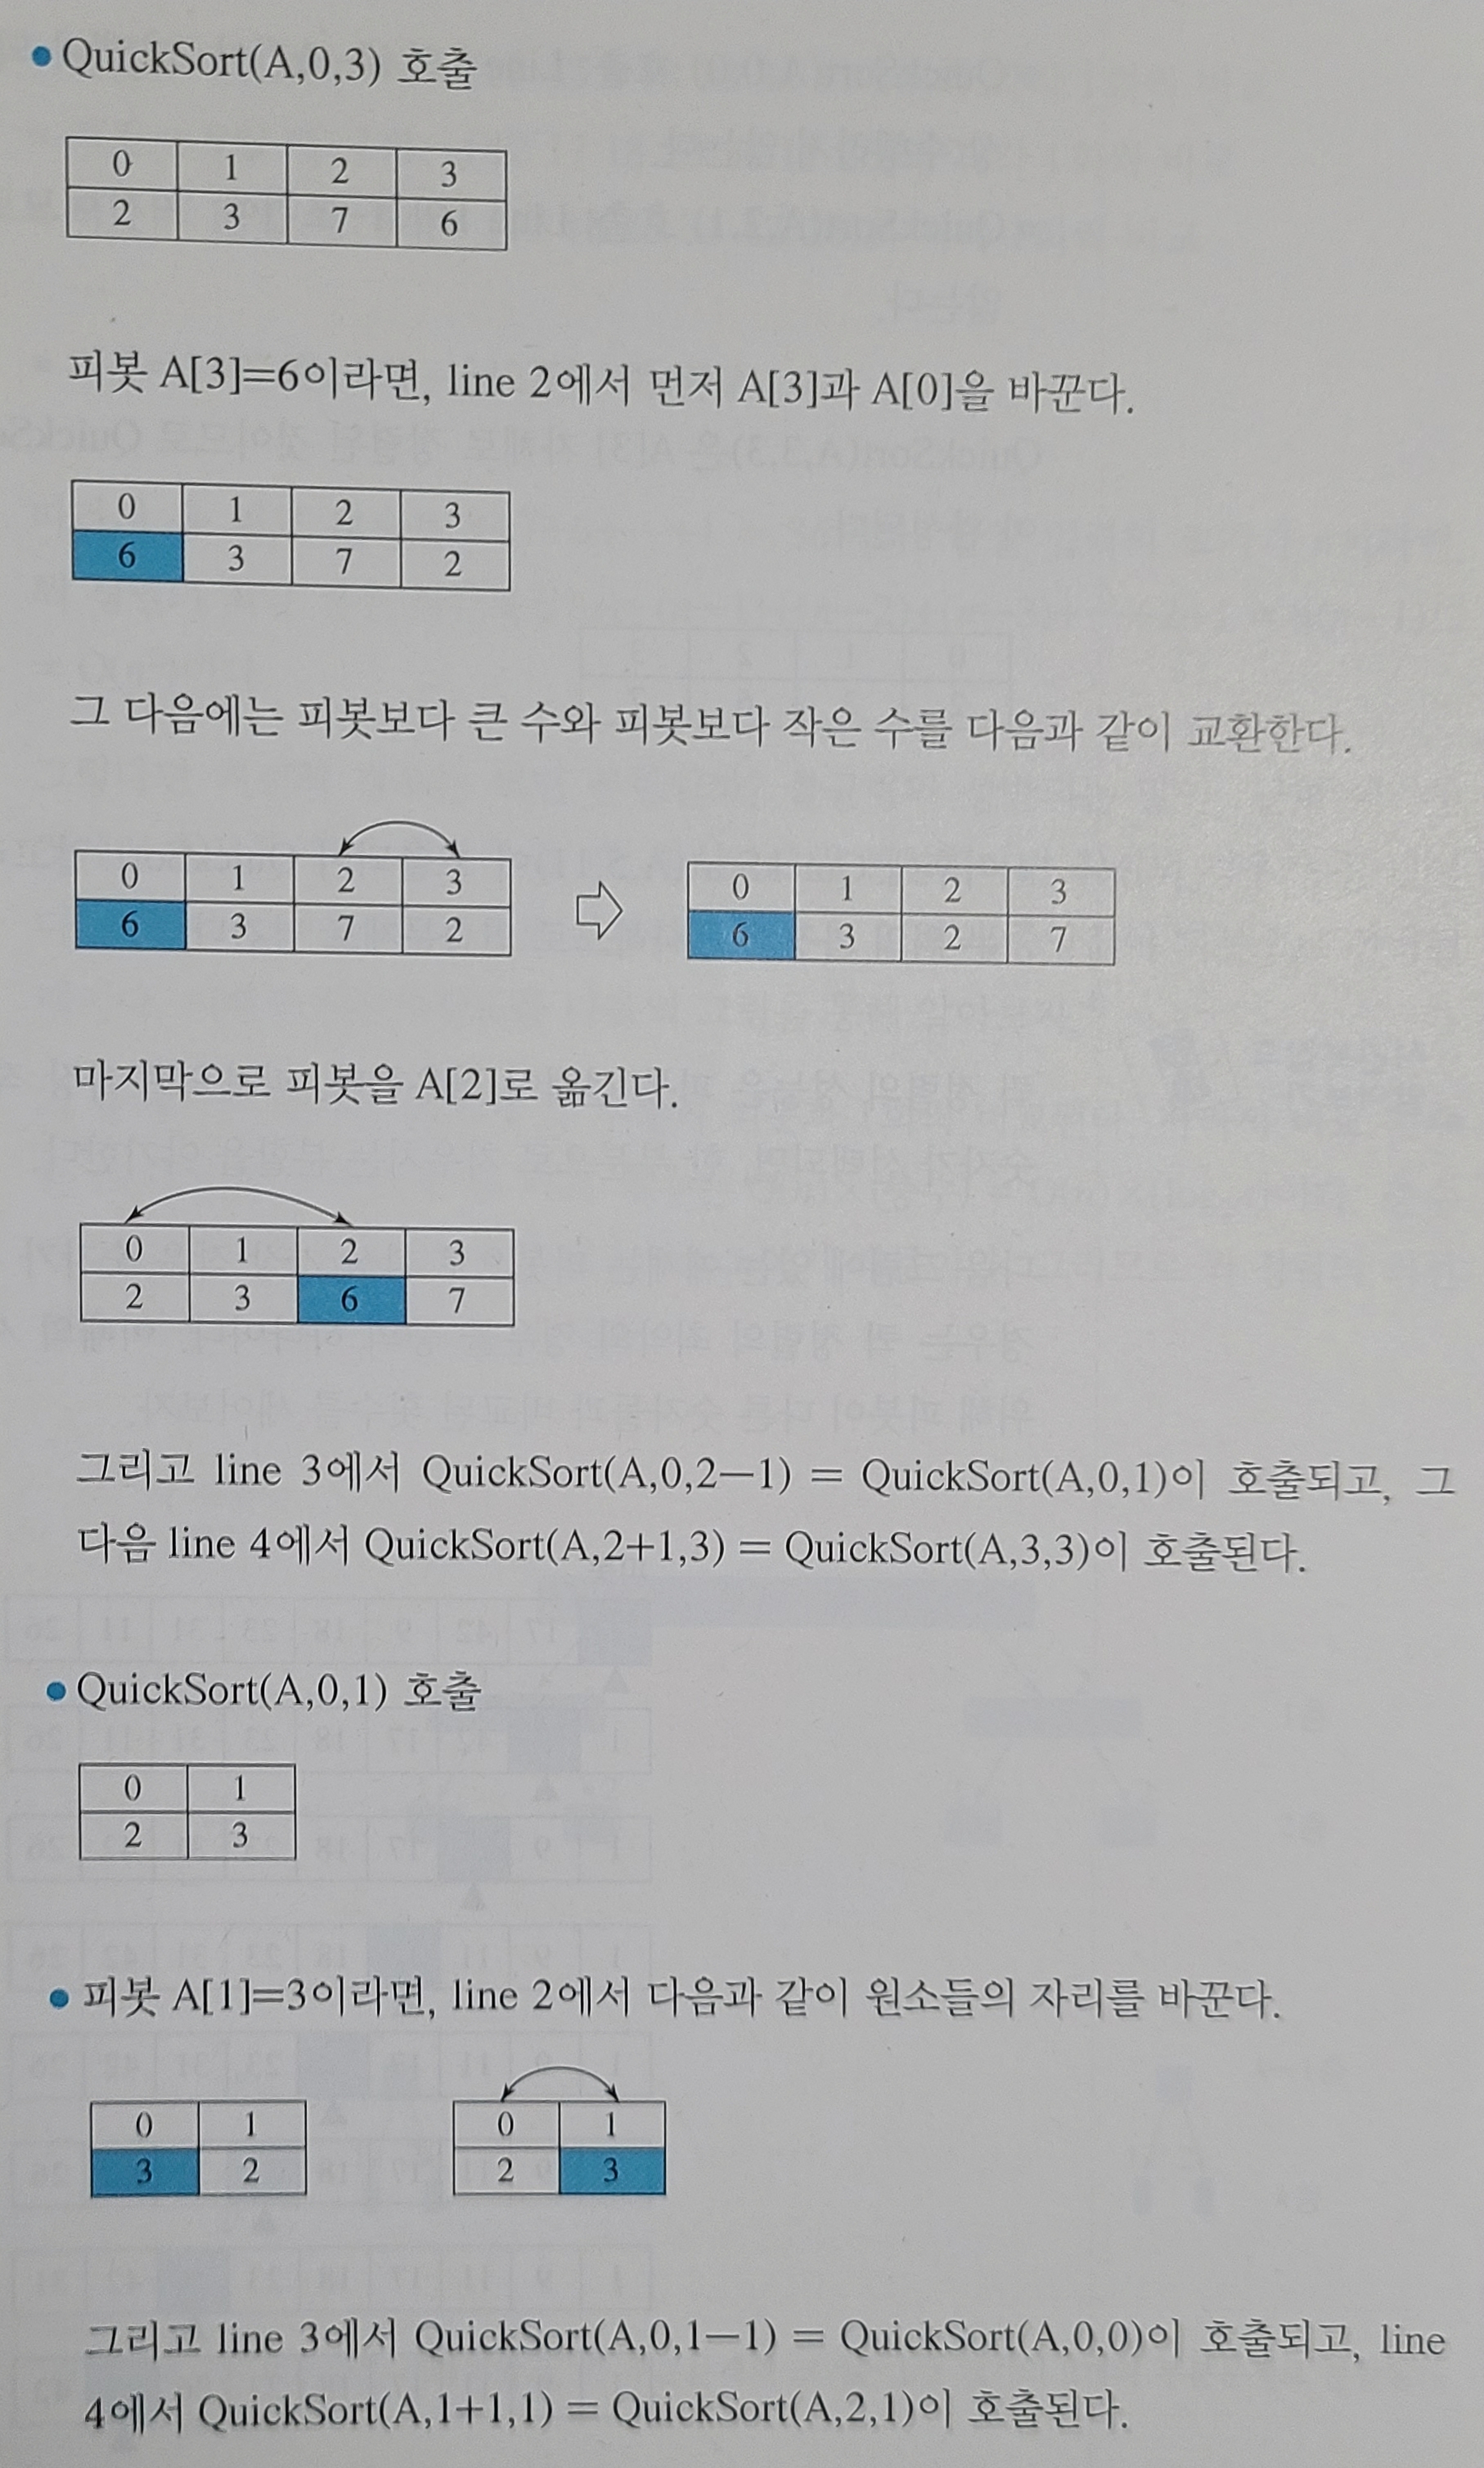 • QuickSort(A,0,3) 호출
0 1 2 3
2 3 7 6
피봇 A[3]=6이라면, line 2에서 먼저 A[3]과 A[0]을 바꾼다.
0 1 2 3
6 3 7 2
그 다음에는 피봇보다 큰 수와 피봇보다 작은 수를 다음과 같이 교환한다.
0 1 2 3
6 3 7 2
0 1 2 3
6 3 2 7
마지막으로 피봇을 A[2]로 옮긴다.
0 1 2 3
2 3 6 7
그리고 line 3에서 QuickSort(A,0,2−1) = QuickSort(A,0,1)이 호출되고, 그
다음 line 4에서 QuickSort(A,2+1,3) = QuickSort(A,3,3)이 호출된다.
• QuickSort(A,0,1) 호출
0 1
2 3
• 피봇 A[1]=3이라면, line 2에서 다음과 같이 원소들의 자리를 바꾼다.
0 1
3 2
0 1
2 3
그리고 line 3에서 QuickSort(A,0,1−1) = QuickSort(A,0,0)이 호출되고, line
4에서 QuickSort(A,1+1,1) = QuickSort(A,2,1)이 호출된다.